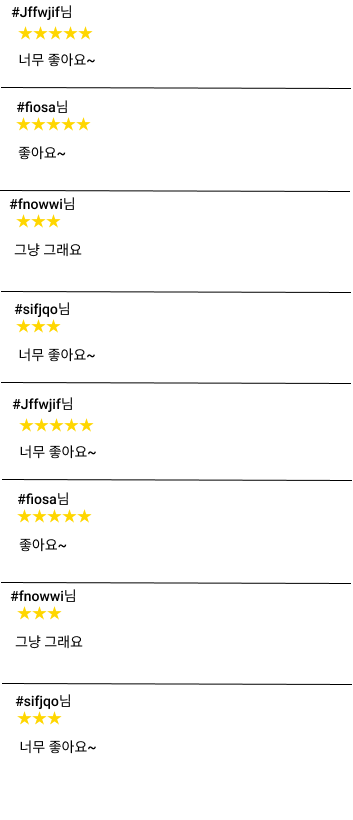 #Jffwjif님
★★★★★
너무 좋아요~
#fiosa님
★★★★★
좋아요~
#fnowwi님
★★★
그냥 그래요
#sifjqo님
★★★
너무 좋아요~
#Jffwjif님
★★★★★
너무 좋아요~
#fiosa님
★★★★★
좋아요~
#fnowwi님
★★★
그냥 그래요
#sifjqo님
★★★
너무 좋아요~